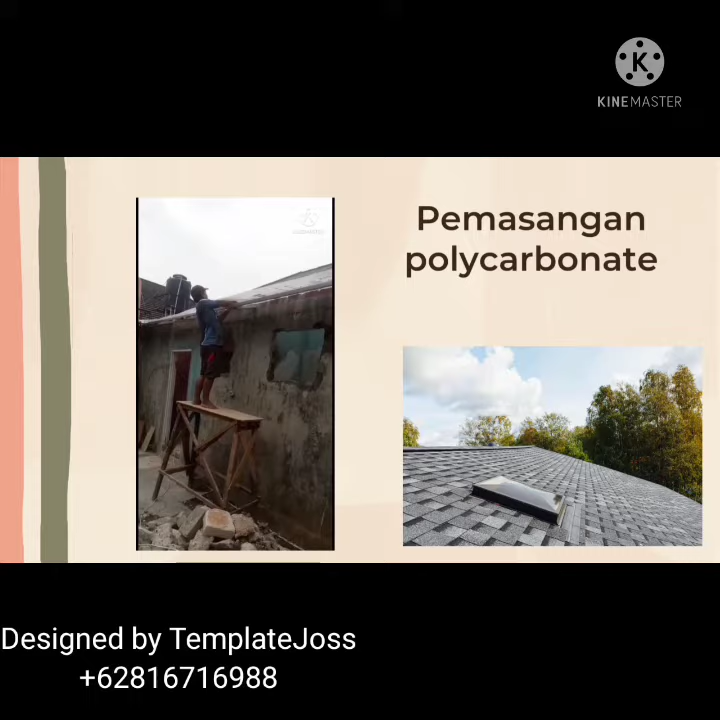 KINEMASTER
Pemasangan
polycarbonate
Designed by TemplateJoss
+62816716988